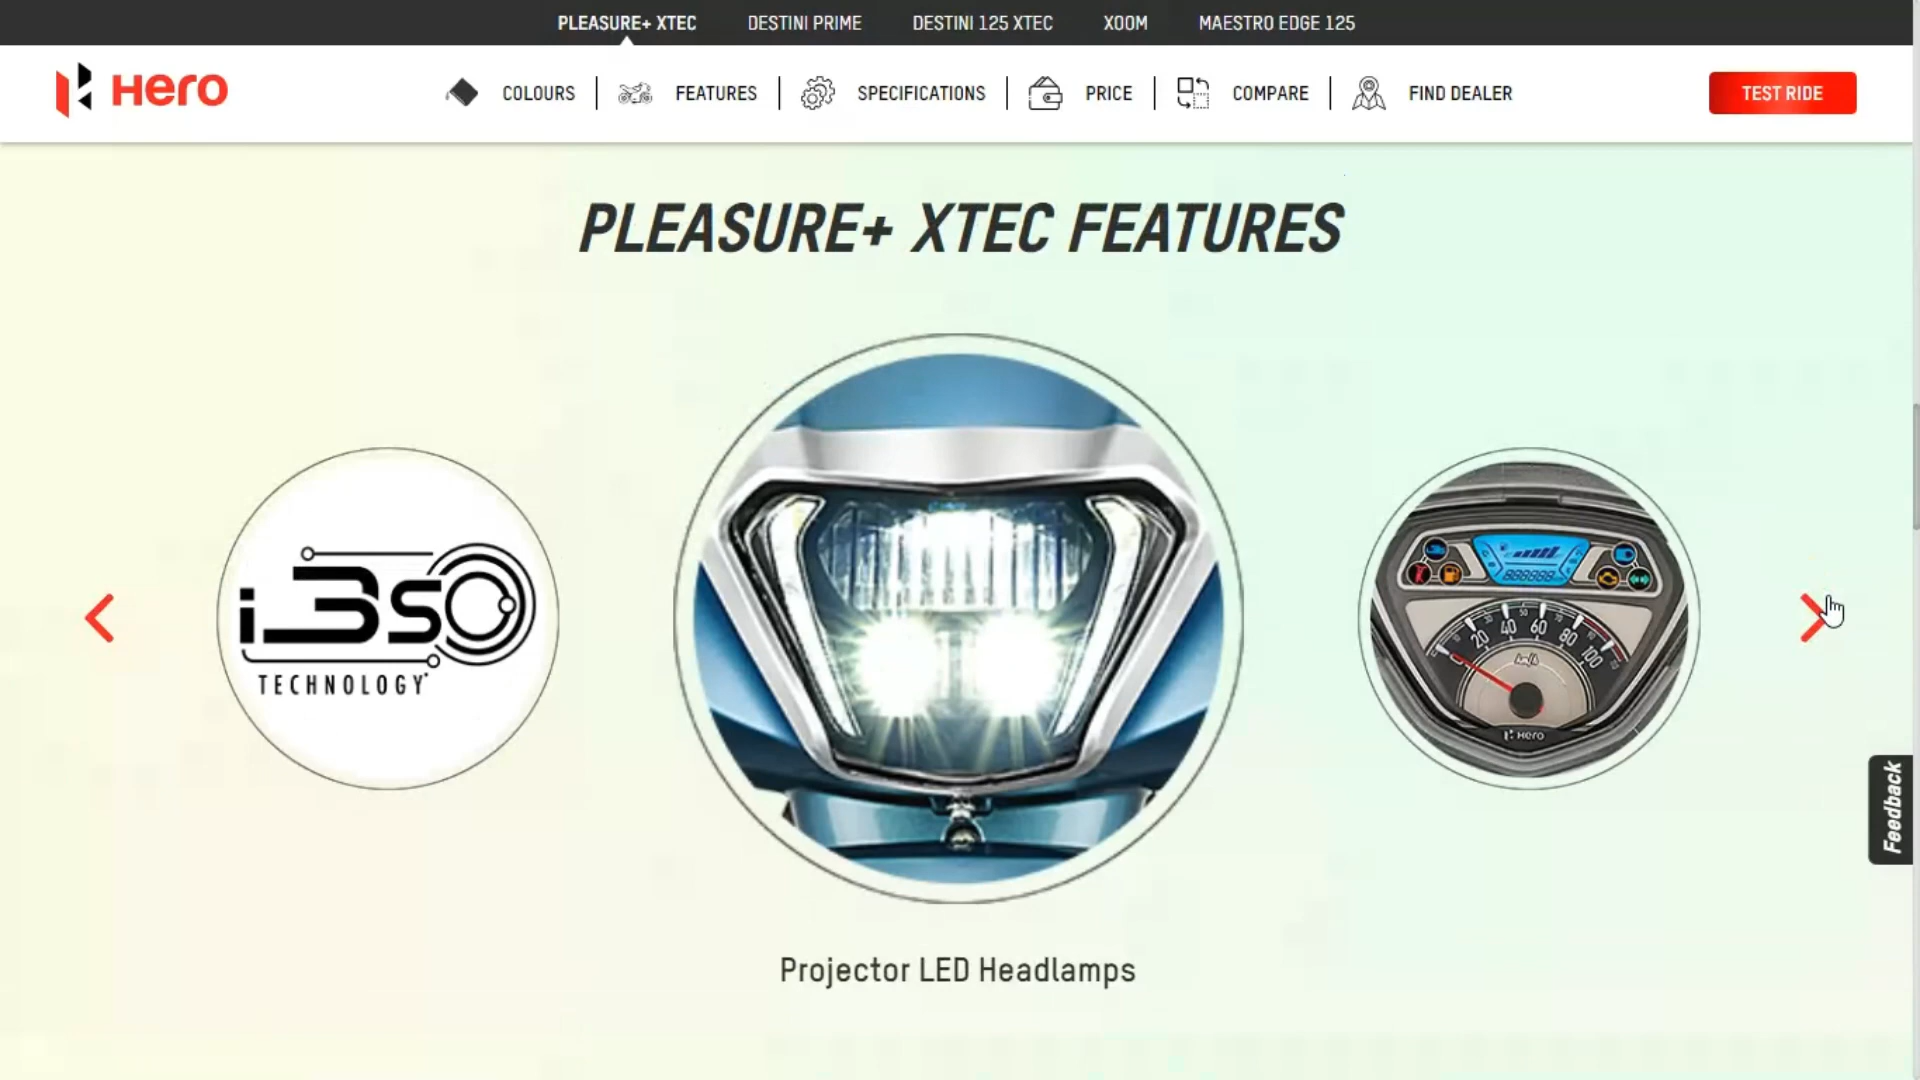 PLEASURE+ XTEC DESTINI PRIME DESTINI 125 XTEC XOOM MAESTRO EDGE 125
Hero COLOURS FEATURES SPECIFICATIONS PRICE COMPARE FIND DEALER TEST RIDE
PLEASURE+ XTEC FEATURES
i3s
TECHNOLOGY
20 40 60 80 100
km/h
Hero
Feedback
Projector LED Headlamps